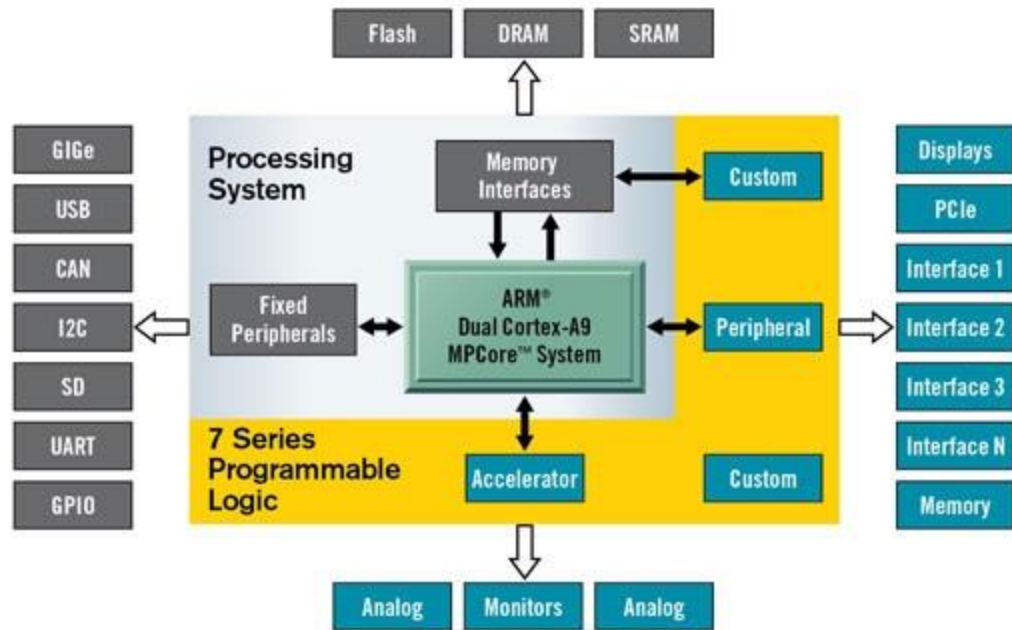 Flash
DRAM
SRAM
GIGe
USB
CAN
I2C
SD
UART
GPIO
Processing
System
Memory
Interfaces
Custom
Fixed
Peripherals
ARM®
Dual Cortex-A9
MPCore™ System
Peripheral
7 Series
Programmable
Logic
Accelerator
Custom
Displays
PCIe
Interface 1
Interface 2
Interface 3
Interface N
Memory
Analog
Monitors
Analog